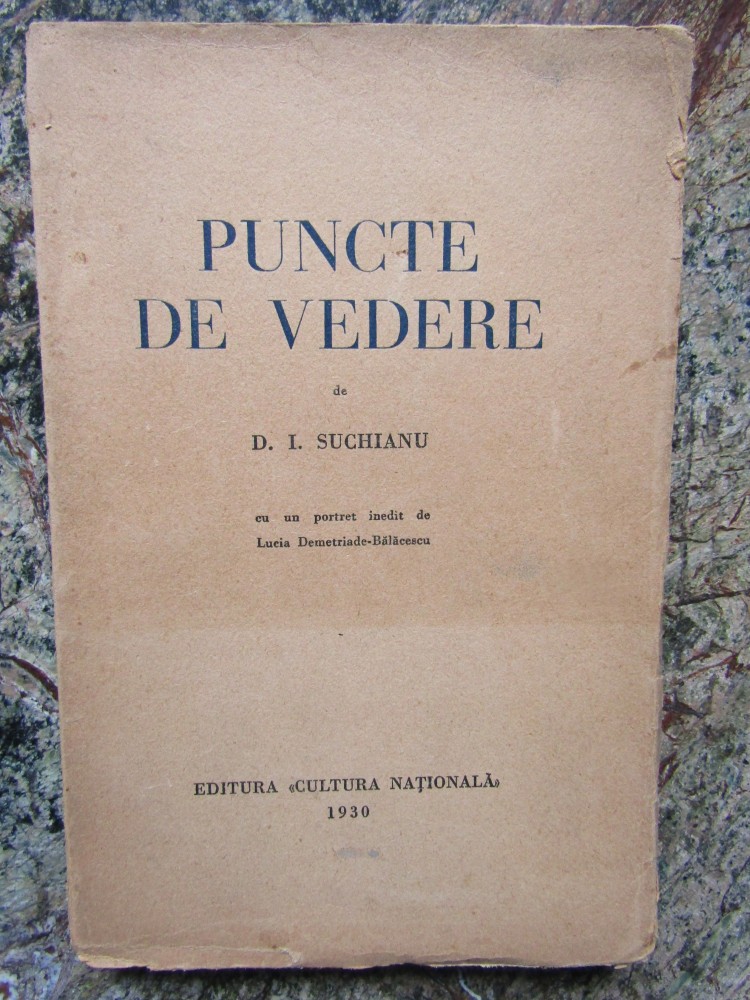 PUNCTE
DE VEDERE
de
D. I. SUCHIANU
cu un portret inedit de
Lucia Demetriade-Bălăcescu
EDITURA «CULTURA NAȚIONALĂ»
1930